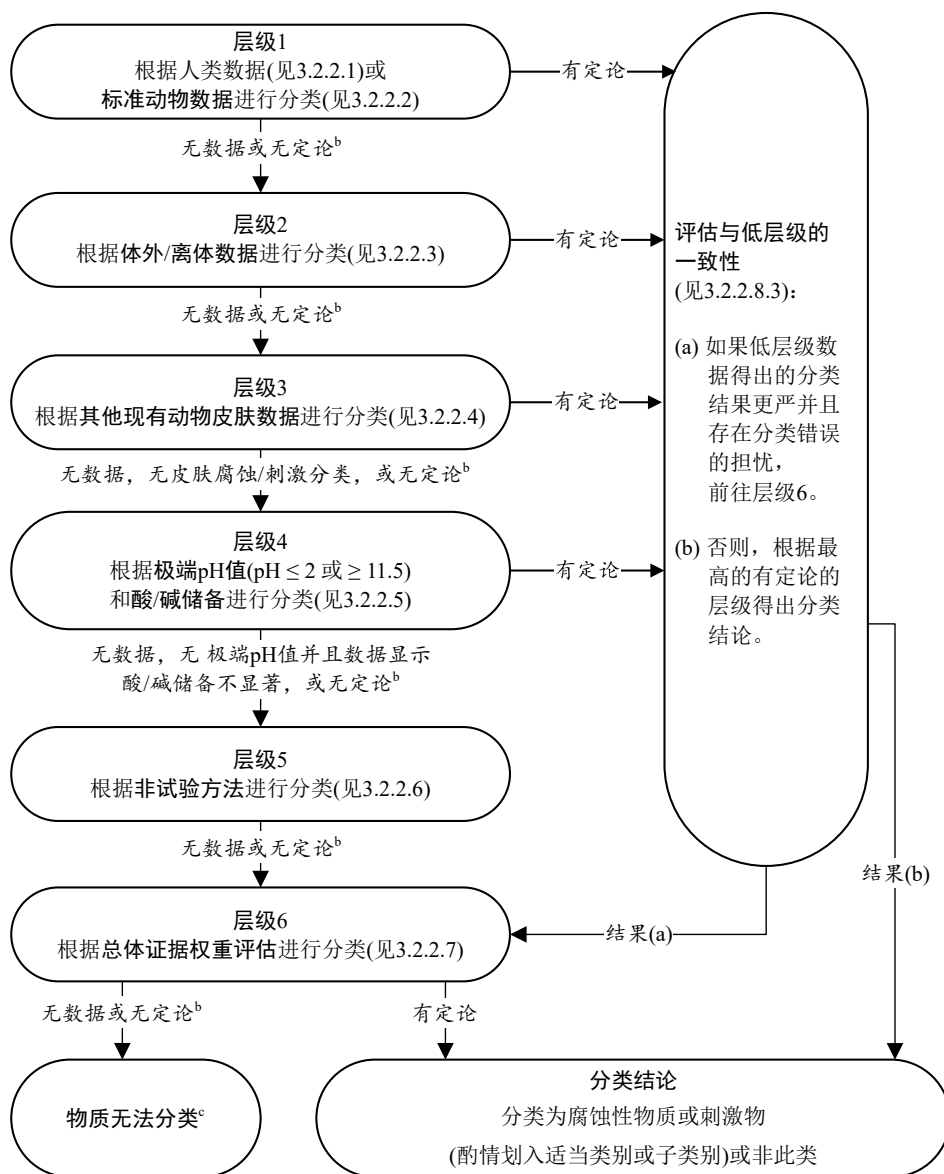 层级1
根据人类数据(见3.2.2.1)或
标准动物数据进行分类(见3.2.2.2)
有定论
无数据或无定论b
层级2
根据体外/离体数据进行分类(见3.2.2.3)
有定论
无数据或无定论b
层级3
根据其他现有动物皮肤数据进行分类(见3.2.2.4)
有定论
无数据，无皮肤腐蚀/刺激分类，或无定论b
层级4
根据极端pH值(pH ≤ 2 或 ≥ 11.5)
和酸/碱储备进行分类(见3.2.2.5)
有定论
无数据，无 极端pH值并且数据显示
酸/碱储备不显著，或无定论b
层级5
根据非试验方法进行分类(见3.2.2.6)
无数据或无定论b
层级6
根据总体证据权重评估进行分类(见3.2.2.7)
评估与低层级的
一致性
(见3.2.2.8.3)：
(a) 如果低层级数
据得出的分类
结果更严并且
存在分类错误
的担忧，
前往层级6。
(b) 否则，根据最
高的有定论的
层级得出分类
结论。
结果(a)
结果(b)
无数据或无定论b
有定论
物质无法分类c
分类结论
分类为腐蚀性物质或刺激物
(酌情划入适当类别或子类别)或非此类